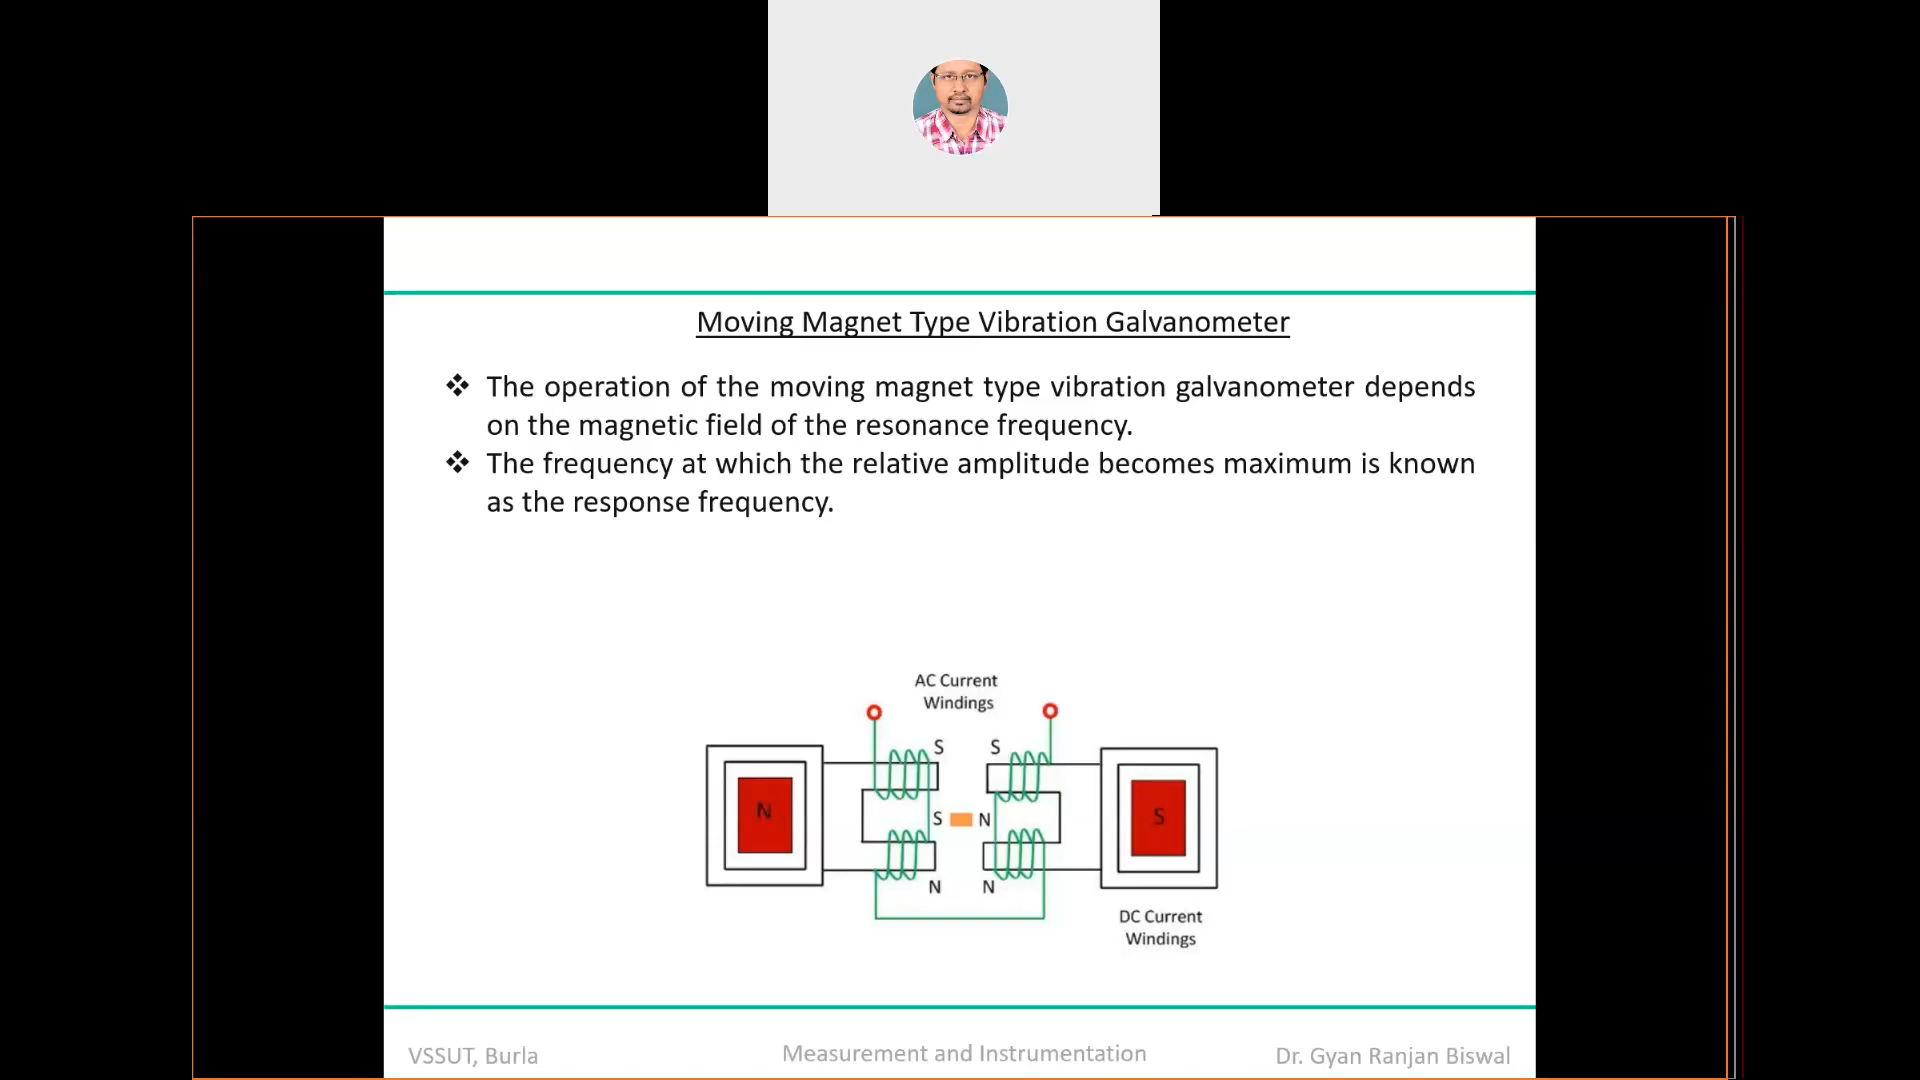 Moving Magnet Type Vibration Galvanometer
❖ The operation of the moving magnet type vibration galvanometer depends
on the magnetic field of the resonance frequency.
❖ The frequency at which the relative amplitude becomes maximum is known
as the response frequency.
AC Current
Windings
S S
N S N S
N N
DC Current
Windings
VSSUT, Burla Measurement and Instrumentation Dr. Gyan Ranjan Biswal